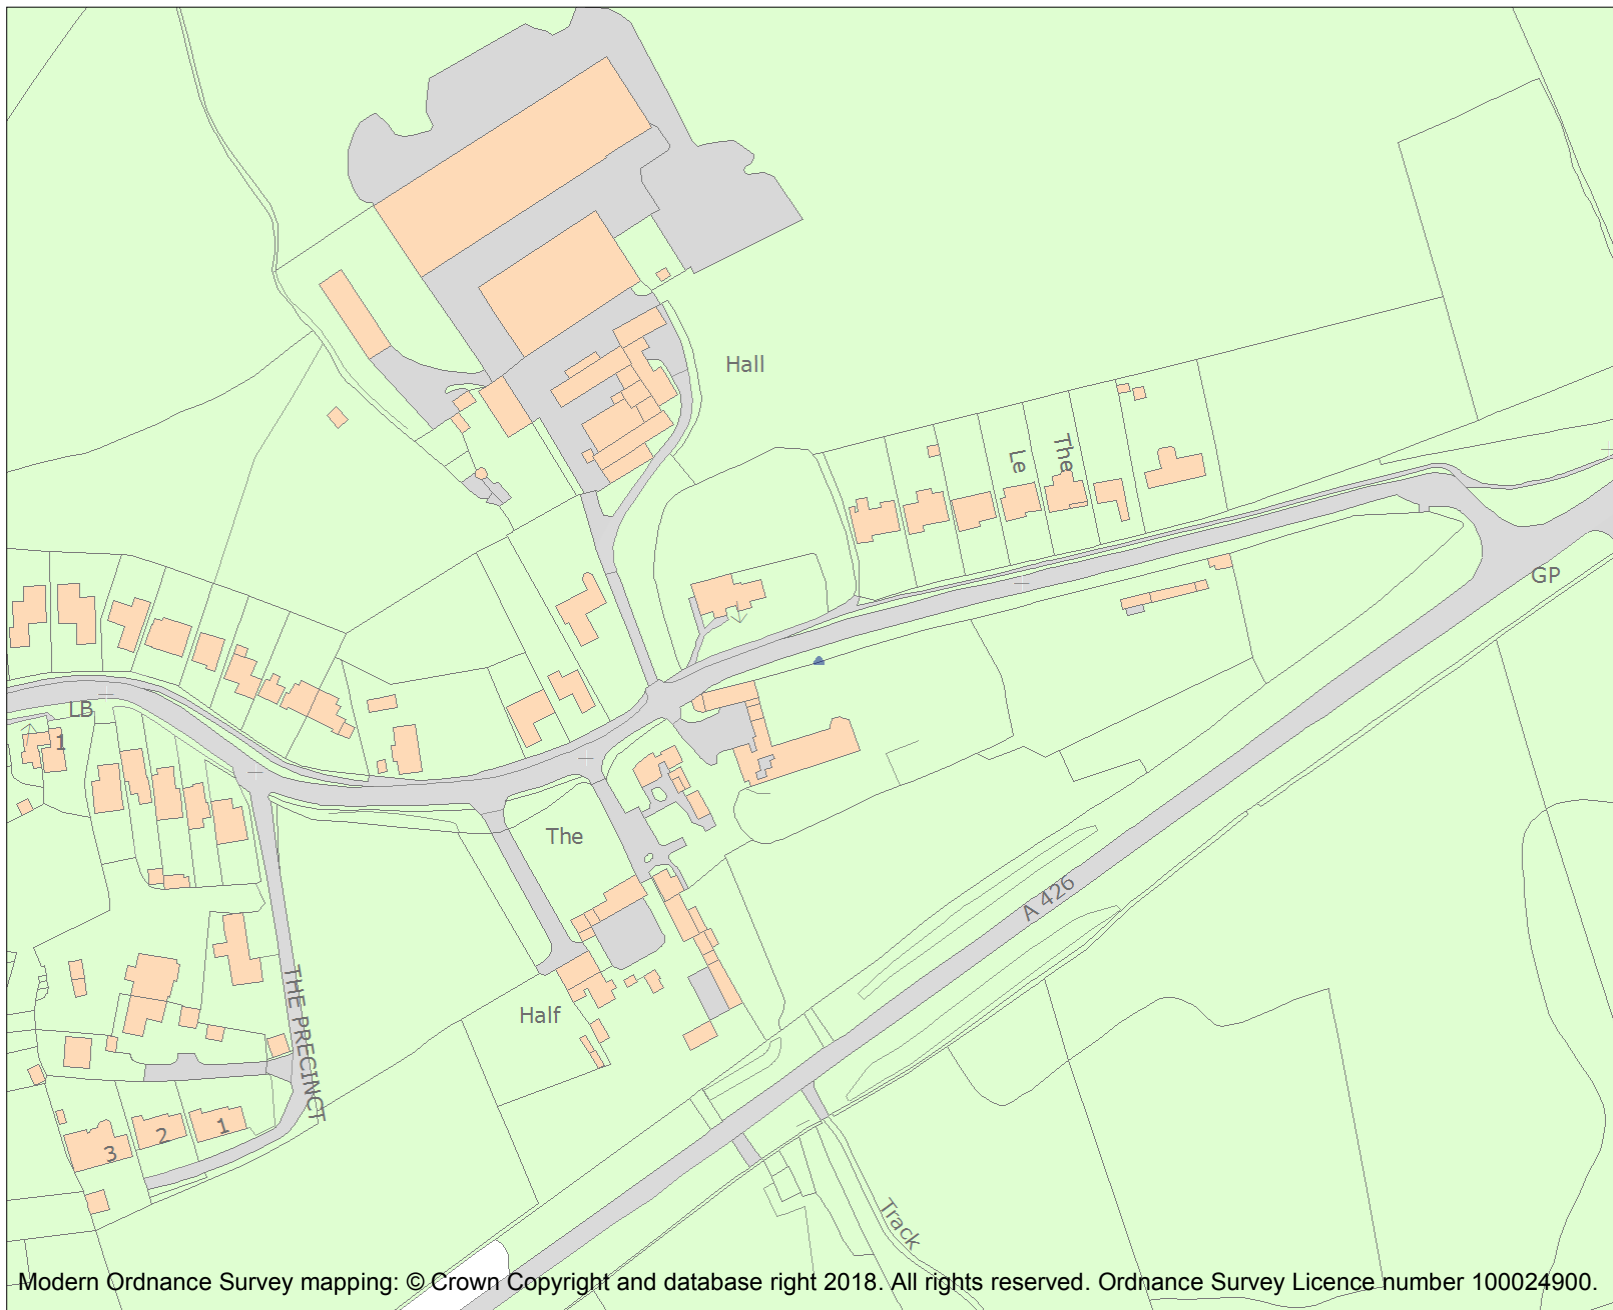 Hall
The
Le
GP
LB
1
The
A 426
THE PRECINCT
Half
1
2
3
Track
Modern Ordnance Survey mapping: © Crown Copyright and database right 2018. All rights reserved. Ordnance Survey Licence number 100024900.